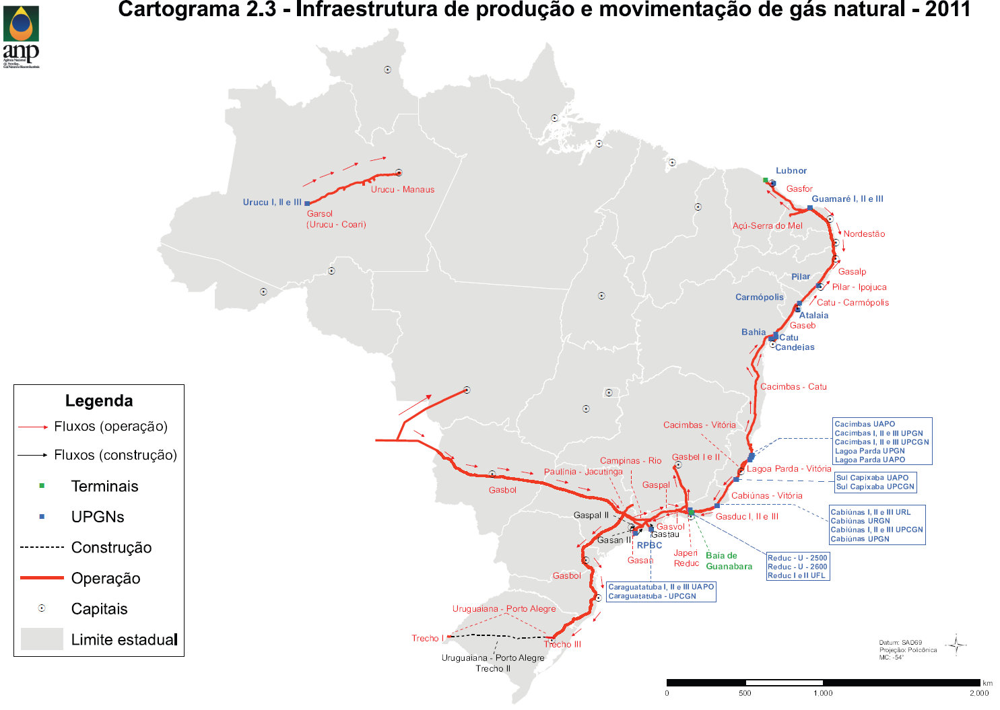 Cartograma 2.3 - Infraestrutura de produção e movimentação de gás natural - 2011
anp
Agência Nacional
do Petróleo,
Gás Natural e Biocombustíveis
Lubnor
Gasfor
Guamaré I, II e III
Açú-Serra do Mel
Nordestão
Urucu - Manaus
Urucu I, II e III
Garsol
(Urucu - Coari)
Gasalp
Pilar
Pilar - Ipojuca
Carmópolis
Catu - Carmópolis
Atalaia
Gaseb
Bahia
Catu
Candeias
Cacimbas - Catu
Legenda
Fluxos (operação)
Fluxos (construção)
Terminais
UPGNs
Construção
Operação
Capitais
Limite estadual
Cacimbas - Vitória
Cacimbas UAPO
Cacimbas I, II e III UPGN
Cacimbas I, II e III UPCGN
Lagoa Parda UPGN
Lagoa Parda UAPO
Campinas - Rio
Gasbel I e II
Paulínia - Jacutinga
Lagoa Parda - Vitória
Sul Capixaba UAPO
Sul Capixaba UPCGN
Gasbol
Gaspal
Cabiúnas - Vitória
Gaspal II
Gasduc I, II e III
Cabiúnas I, II e III URL
Cabiúnas URGN
Cabiúnas I, II e III UPCGN
Cabiúnas UPGN
Gasvol
Gastau
Gasan II
RPBC
Gasan
Japeri
Reduc
Baía de
Guanabara
Reduc - U - 2500
Reduc - U - 2600
Reduc I e II UFL
Gasbol
Caraguatatuba I, II e III UAPO
Caraguatatuba - UPCGN
Uruguaiana - Porto Alegre
Trecho I
Trecho III
Uruguaiana - Porto Alegre
Trecho II
Datum: SAD69
Projeção: Policônica
MC: -54°
km
0 500 1.000 2.000